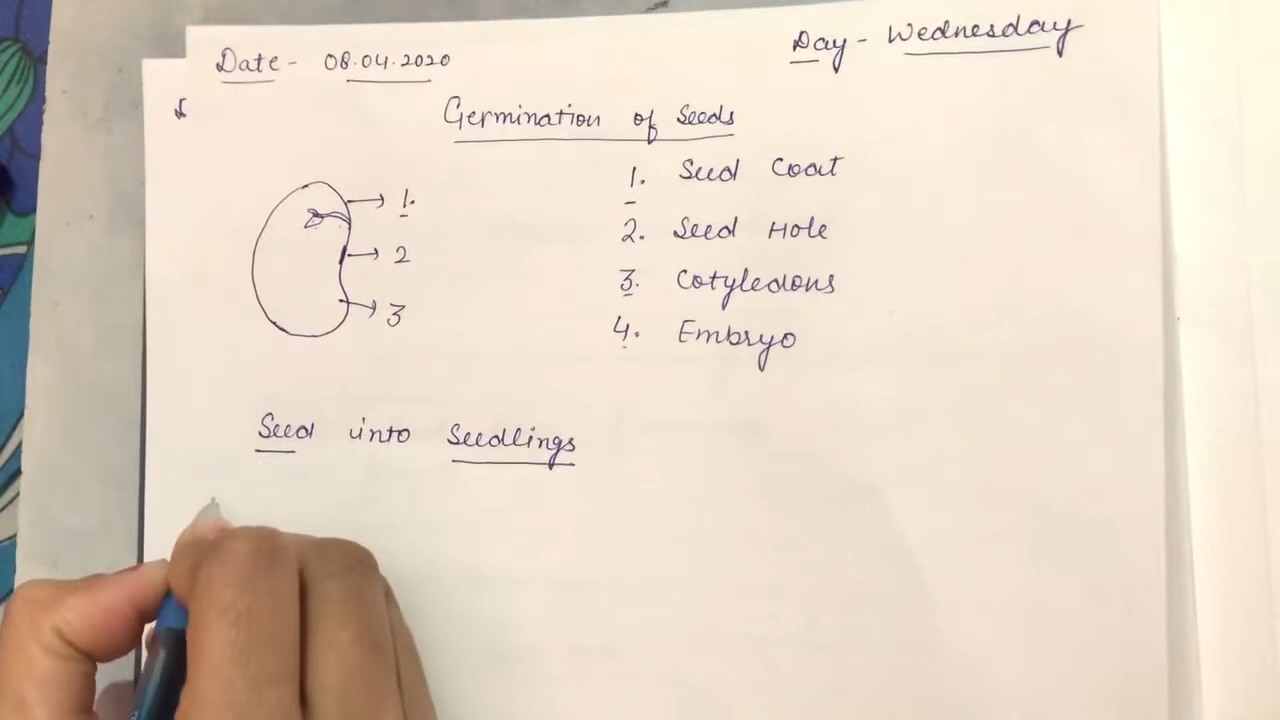 Date - 08.04.2020
Day - Wednesday
Germination of Seeds
1.
2
3
1. Seed Coat
2. Seed Hole
3. Cotyledons
4. Embryo
Seed into Seedlings